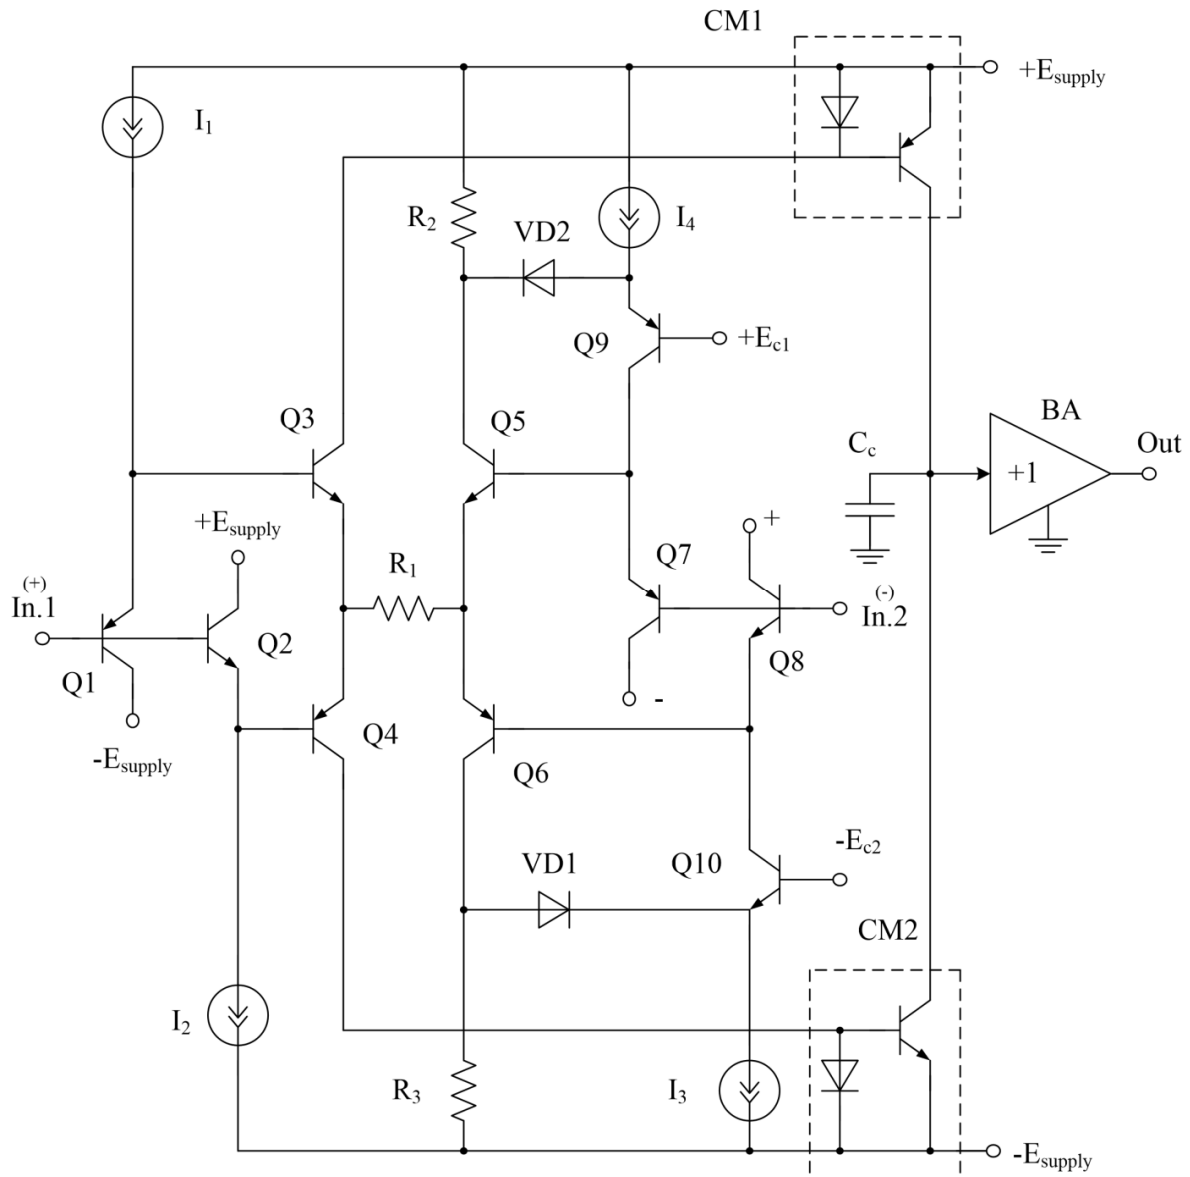 CM1
+Esupply
I1
R2
VD2
I4
Q9
+Ec1
Q3
Q5
Cc
BA
Out
+1
+Esupply
+
R1
Q7
(+)
In.1
(-)
In.2
Q2
Q8
Q1
-
-Esupply
Q4
Q6
-Ec2
VD1
Q10
CM2
I2
R3
I3
-Esupply